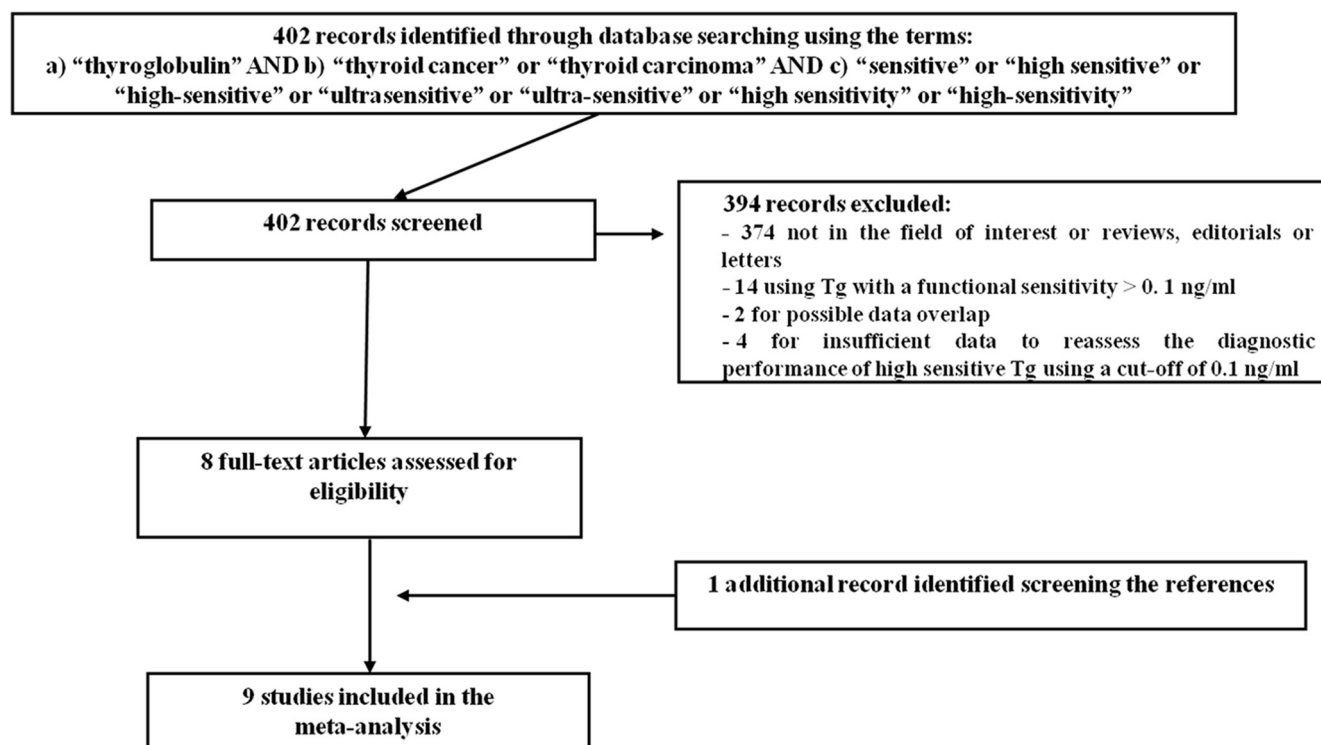 402 records identified through database searching using the terms:
a) “thyroglobulin” AND b) “thyroid cancer” or “thyroid carcinoma” AND c) “sensitive” or “high sensitive” or
“high-sensitive” or “ultrasensitive” or “ultra-sensitive” or “high sensitivity” or “high-sensitivity”
402 records screened
394 records excluded:
- 374 not in the field of interest or reviews, editorials or
letters
- 14 using Tg with a functional sensitivity > 0. 1 ng/ml
- 2 for possible data overlap
- 4 for insufficient data to reassess the diagnostic
performance of high sensitive Tg using a cut-off of 0.1 ng/ml
8 full-text articles assessed for
eligibility
1 additional record identified screening the references
9 studies included in the
meta-analysis